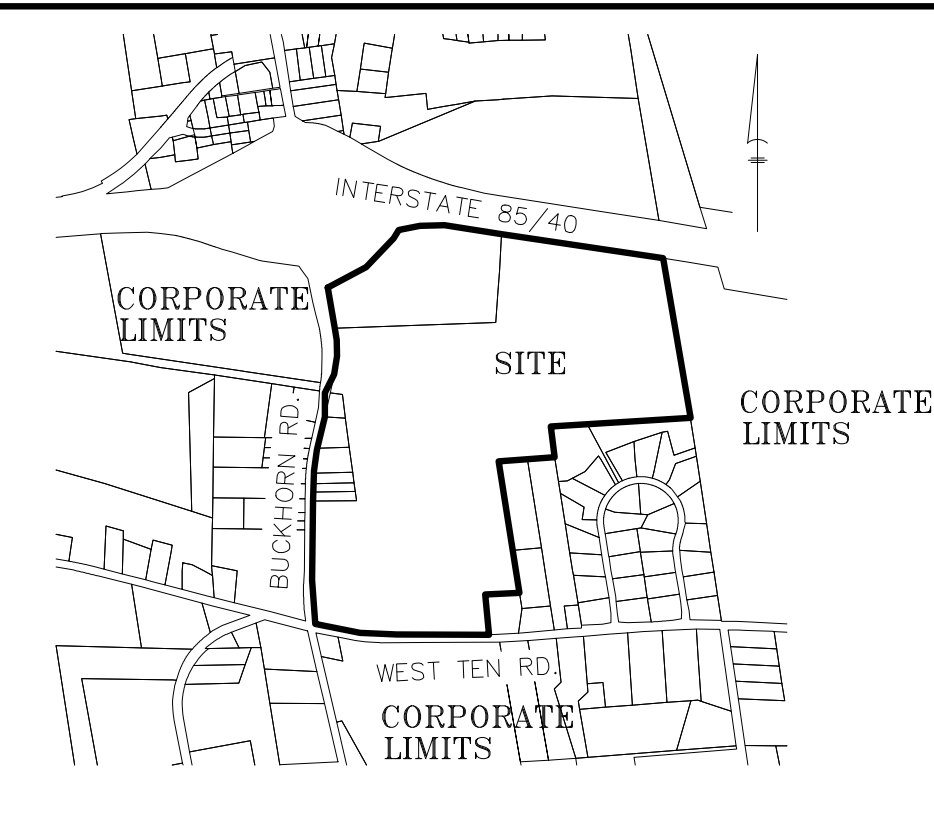 INTERSTATE 85/40
CORPORATE
LIMITS
SITE
CORPORATE
LIMITS
BUCKHORN RD.
WEST TEN RD.
CORPORATE
LIMITS